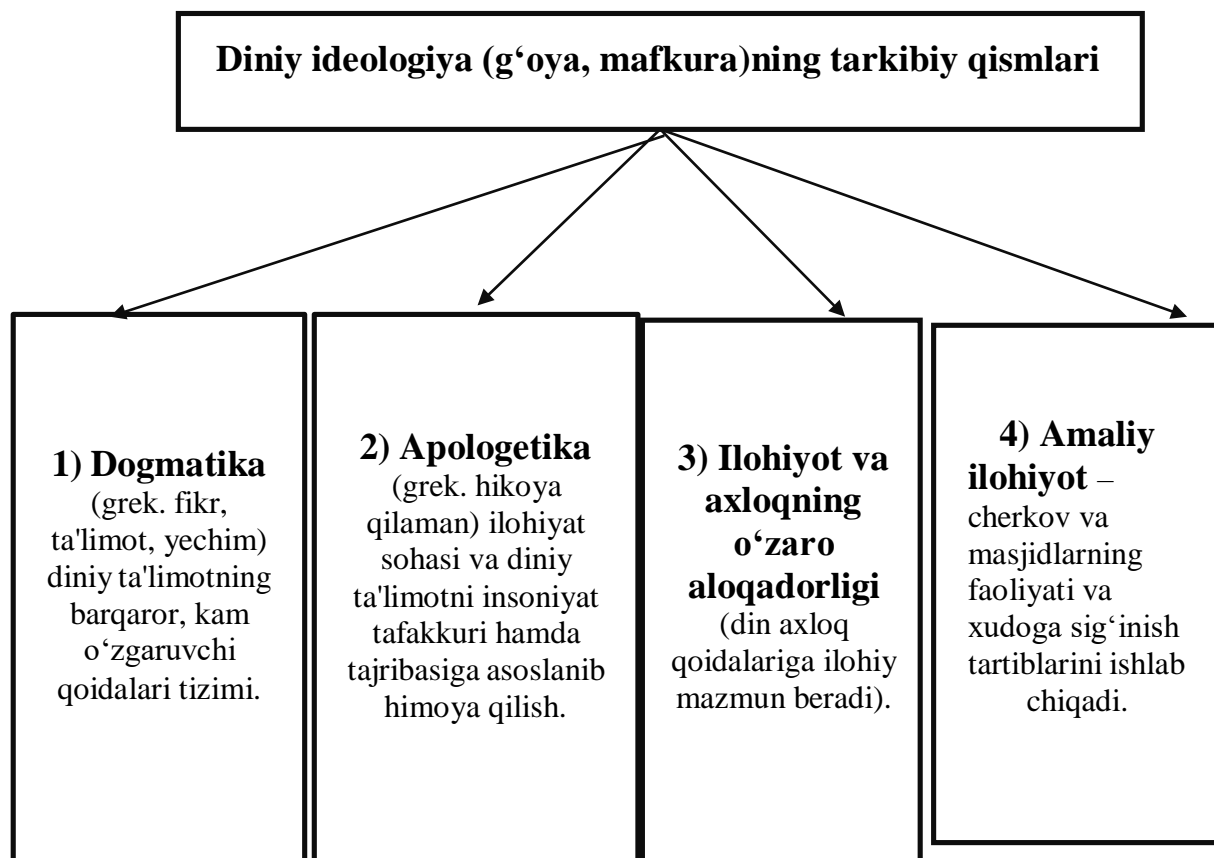 Diniy ideologiya (g‘oya, mafkura)ning tarkibiy qismlari
1) Dogmatika
(grek. fikr,
ta'limot, yechim)
diniy ta'limotning
barqaror, kam
o‘zgaruvchi
qoidalari tizimi.
2) Apologetika
(grek. hikoya
qilaman) ilohiyat
sohasi va diniy
ta'limotni insoniyat
tafakkuri hamda
tajribasiga asoslanib
himoya qilish.
3) Ilohiyot va
axloqning
o‘zaro
aloqadorligi
(din axloq
qoidalariga ilohiy
mazmun beradi).
4) Amaliy
ilohiyot –
cherkov va
masjidlarning
faoliyati va
xudoga sig‘inish
tartiblarini ishlab
chiqadi.